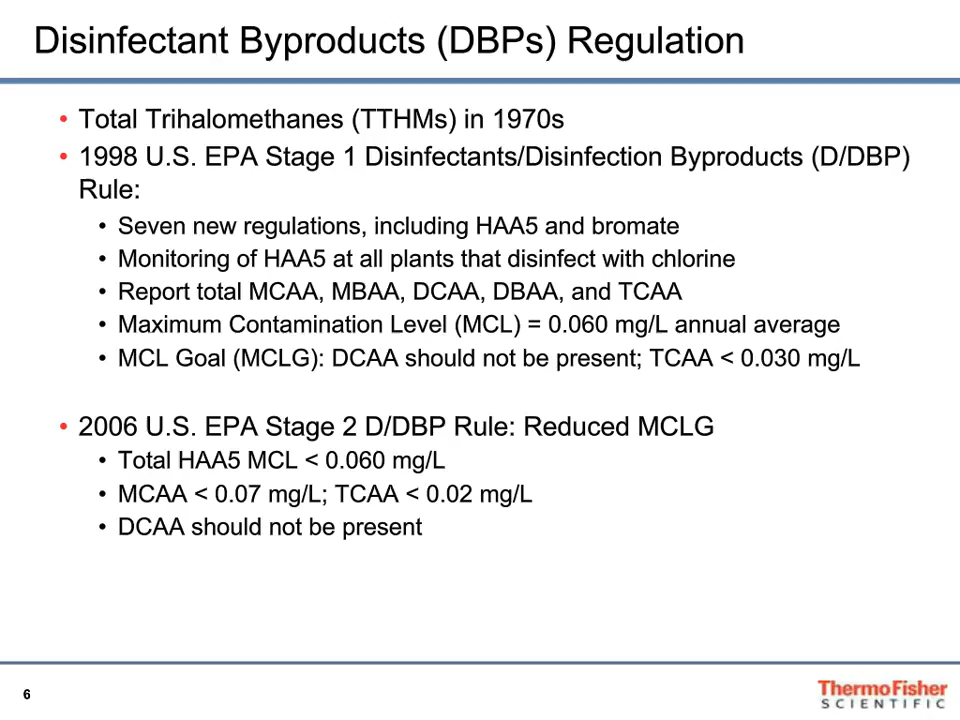 Disinfectant Byproducts (DBPs) Regulation
• Total Trihalomethanes (TTHMs) in 1970s
• 1998 U.S. EPA Stage 1 Disinfectants/Disinfection Byproducts (D/DBP)
Rule:
• Seven new regulations, including HAA5 and bromate
• Monitoring of HAA5 at all plants that disinfect with chlorine
• Report total MCAA, MBAA, DCAA, DBAA, and TCAA
• Maximum Contamination Level (MCL) = 0.060 mg/L annual average
• MCL Goal (MCLG): DCAA should not be present; TCAA < 0.030 mg/L
• 2006 U.S. EPA Stage 2 D/DBP Rule: Reduced MCLG
• Total HAA5 MCL < 0.060 mg/L
• MCAA < 0.07 mg/L; TCAA < 0.02 mg/L
• DCAA should not be present
6
ThermoFisher
SCIENTIFIC